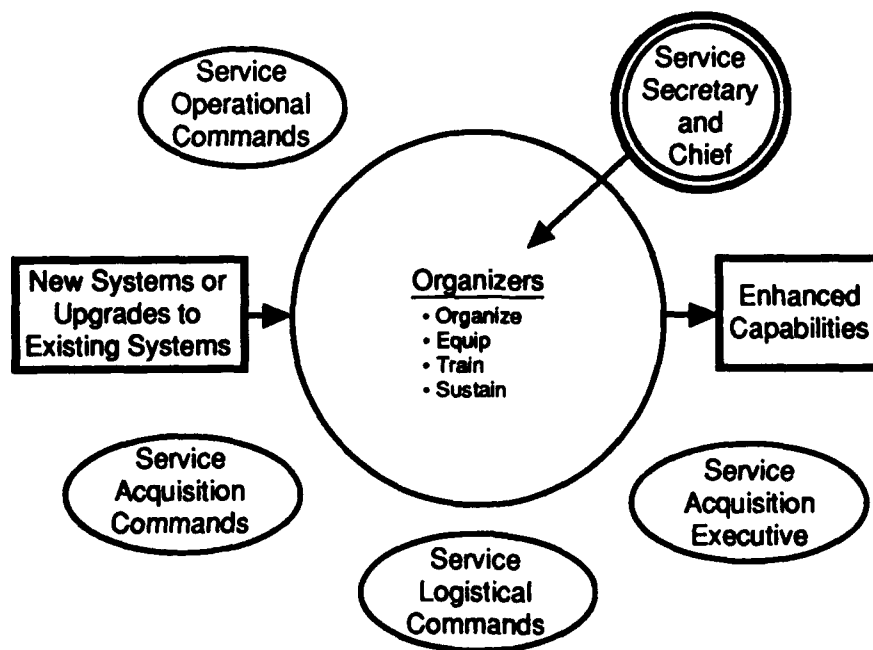 Service
Operational
Commands
Service
Secretary
and
Chief
New Systems or
Upgrades to
Existing Systems
Organizers
• Organize
• Equip
• Train
• Sustain
Enhanced
Capabilities
Service
Acquisition
Commands
Service
Logistical
Commands
Service
Acquisition
Executive